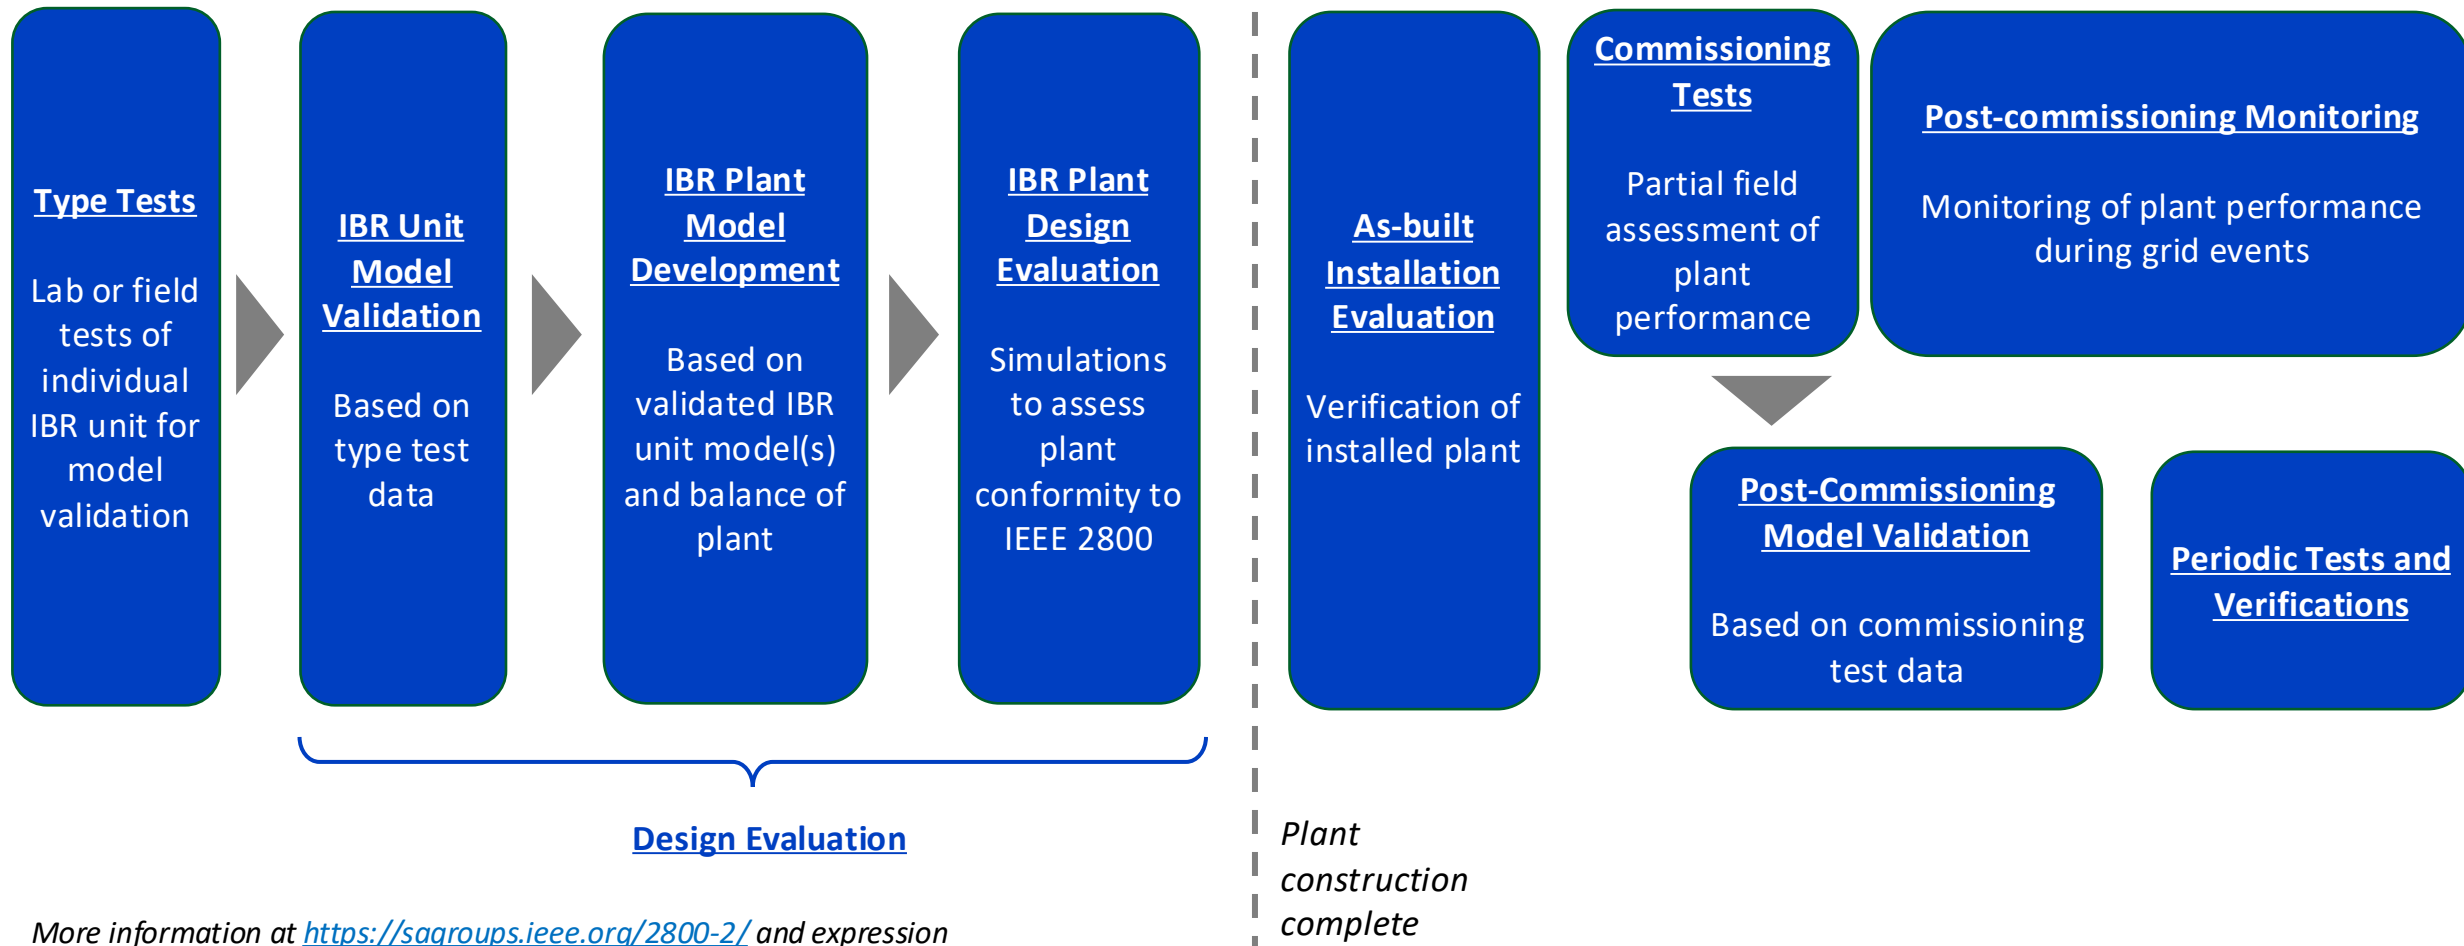 Type Tests
Lab or field
tests of
individual
IBR unit for
model
validation
IBR Unit
Model
Validation
Based on
type test
data
IBR Plant
Model
Development
Based on
validated IBR
unit model(s)
and balance of
plant
IBR Plant
Design
Evaluation
Simulations
to assess
plant
conformity to
IEEE 2800
Design Evaluation
More information at https://sagroups.ieee.org/2800-2/ and expression
As-built
Installation
Evaluation
Verification of
installed plant
Commissioning
Tests
Partial field
assessment of
plant
performance
Post-commissioning Monitoring
Monitoring of plant performance
during grid events
Post-Commissioning
Model Validation
Based on commissioning
test data
Periodic Tests and
Verifications
Plant
construction
complete